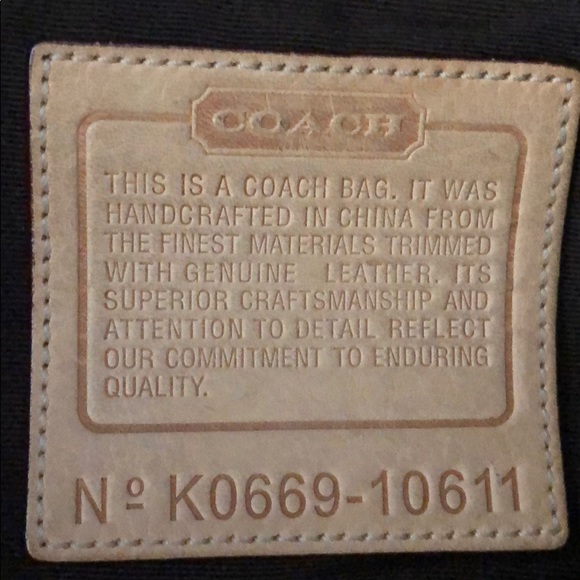 COACH
THIS IS A COACH BAG. IT WAS
HANDCRAFTED IN CHINA FROM
THE FINEST MATERIALS TRIMMED
WITH GENUINE LEATHER. ITS
SUPERIOR CRAFTSMANSHIP AND
ATTENTION TO DETAIL REFLECT
OUR COMMITMENT TO ENDURING
QUALITY.
Nº K0669-10611